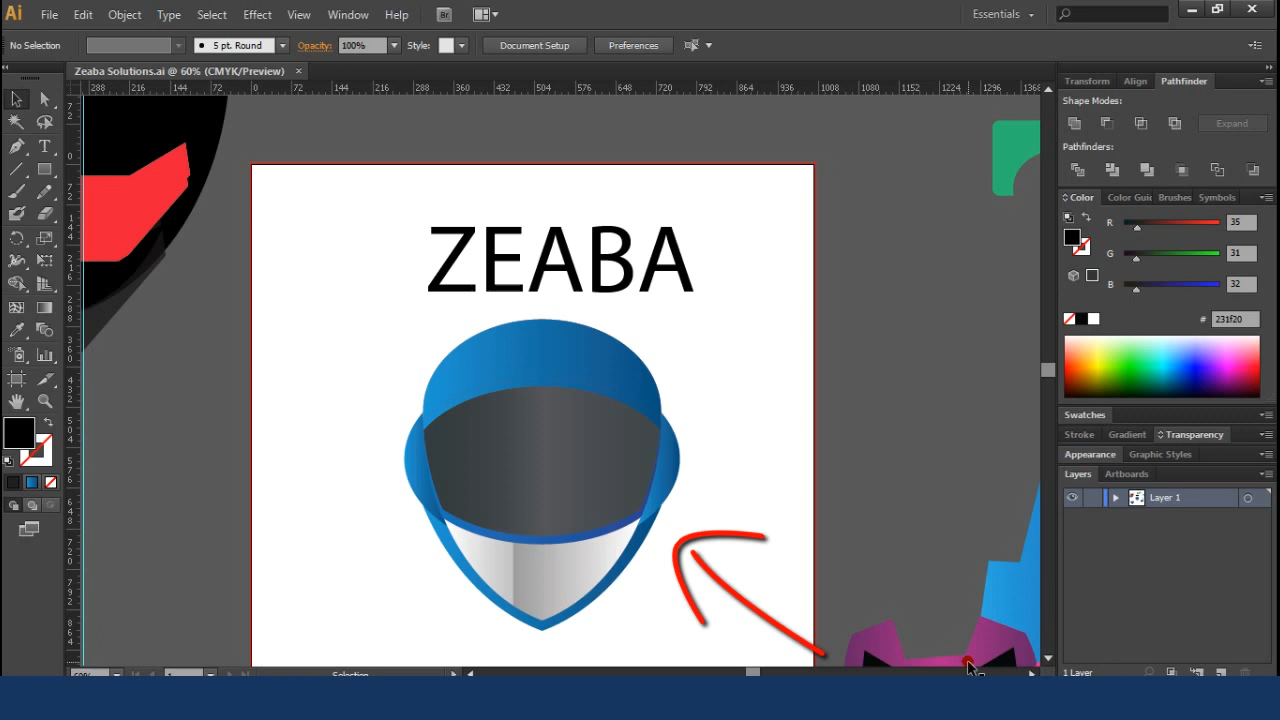 Ai File Edit Object Type Select Effect View Window Help Br Essentials
No Selection 5 pt. Round Opacity: 100% Style: Document Setup Preferences
Zeaba Solutions.ai @ 60% (CMYK/Preview) ×
288 216 144 72 0 72 144 216 288 360 432 504 576 648 720 792 864 936 1008 1080 1152 1224 1296 1368
Transform Align Pathfinder
Shape Modes:
Expand
Pathfinders:
Color Color Guid Brushes Symbols
R 35
G 31
B 32
# 231f20
ZEABA
Swatches
Stroke Gradient Transparency
Appearance Graphic Styles
Layers Artboards
Layer 1
1 Layer
60% 1 Selection